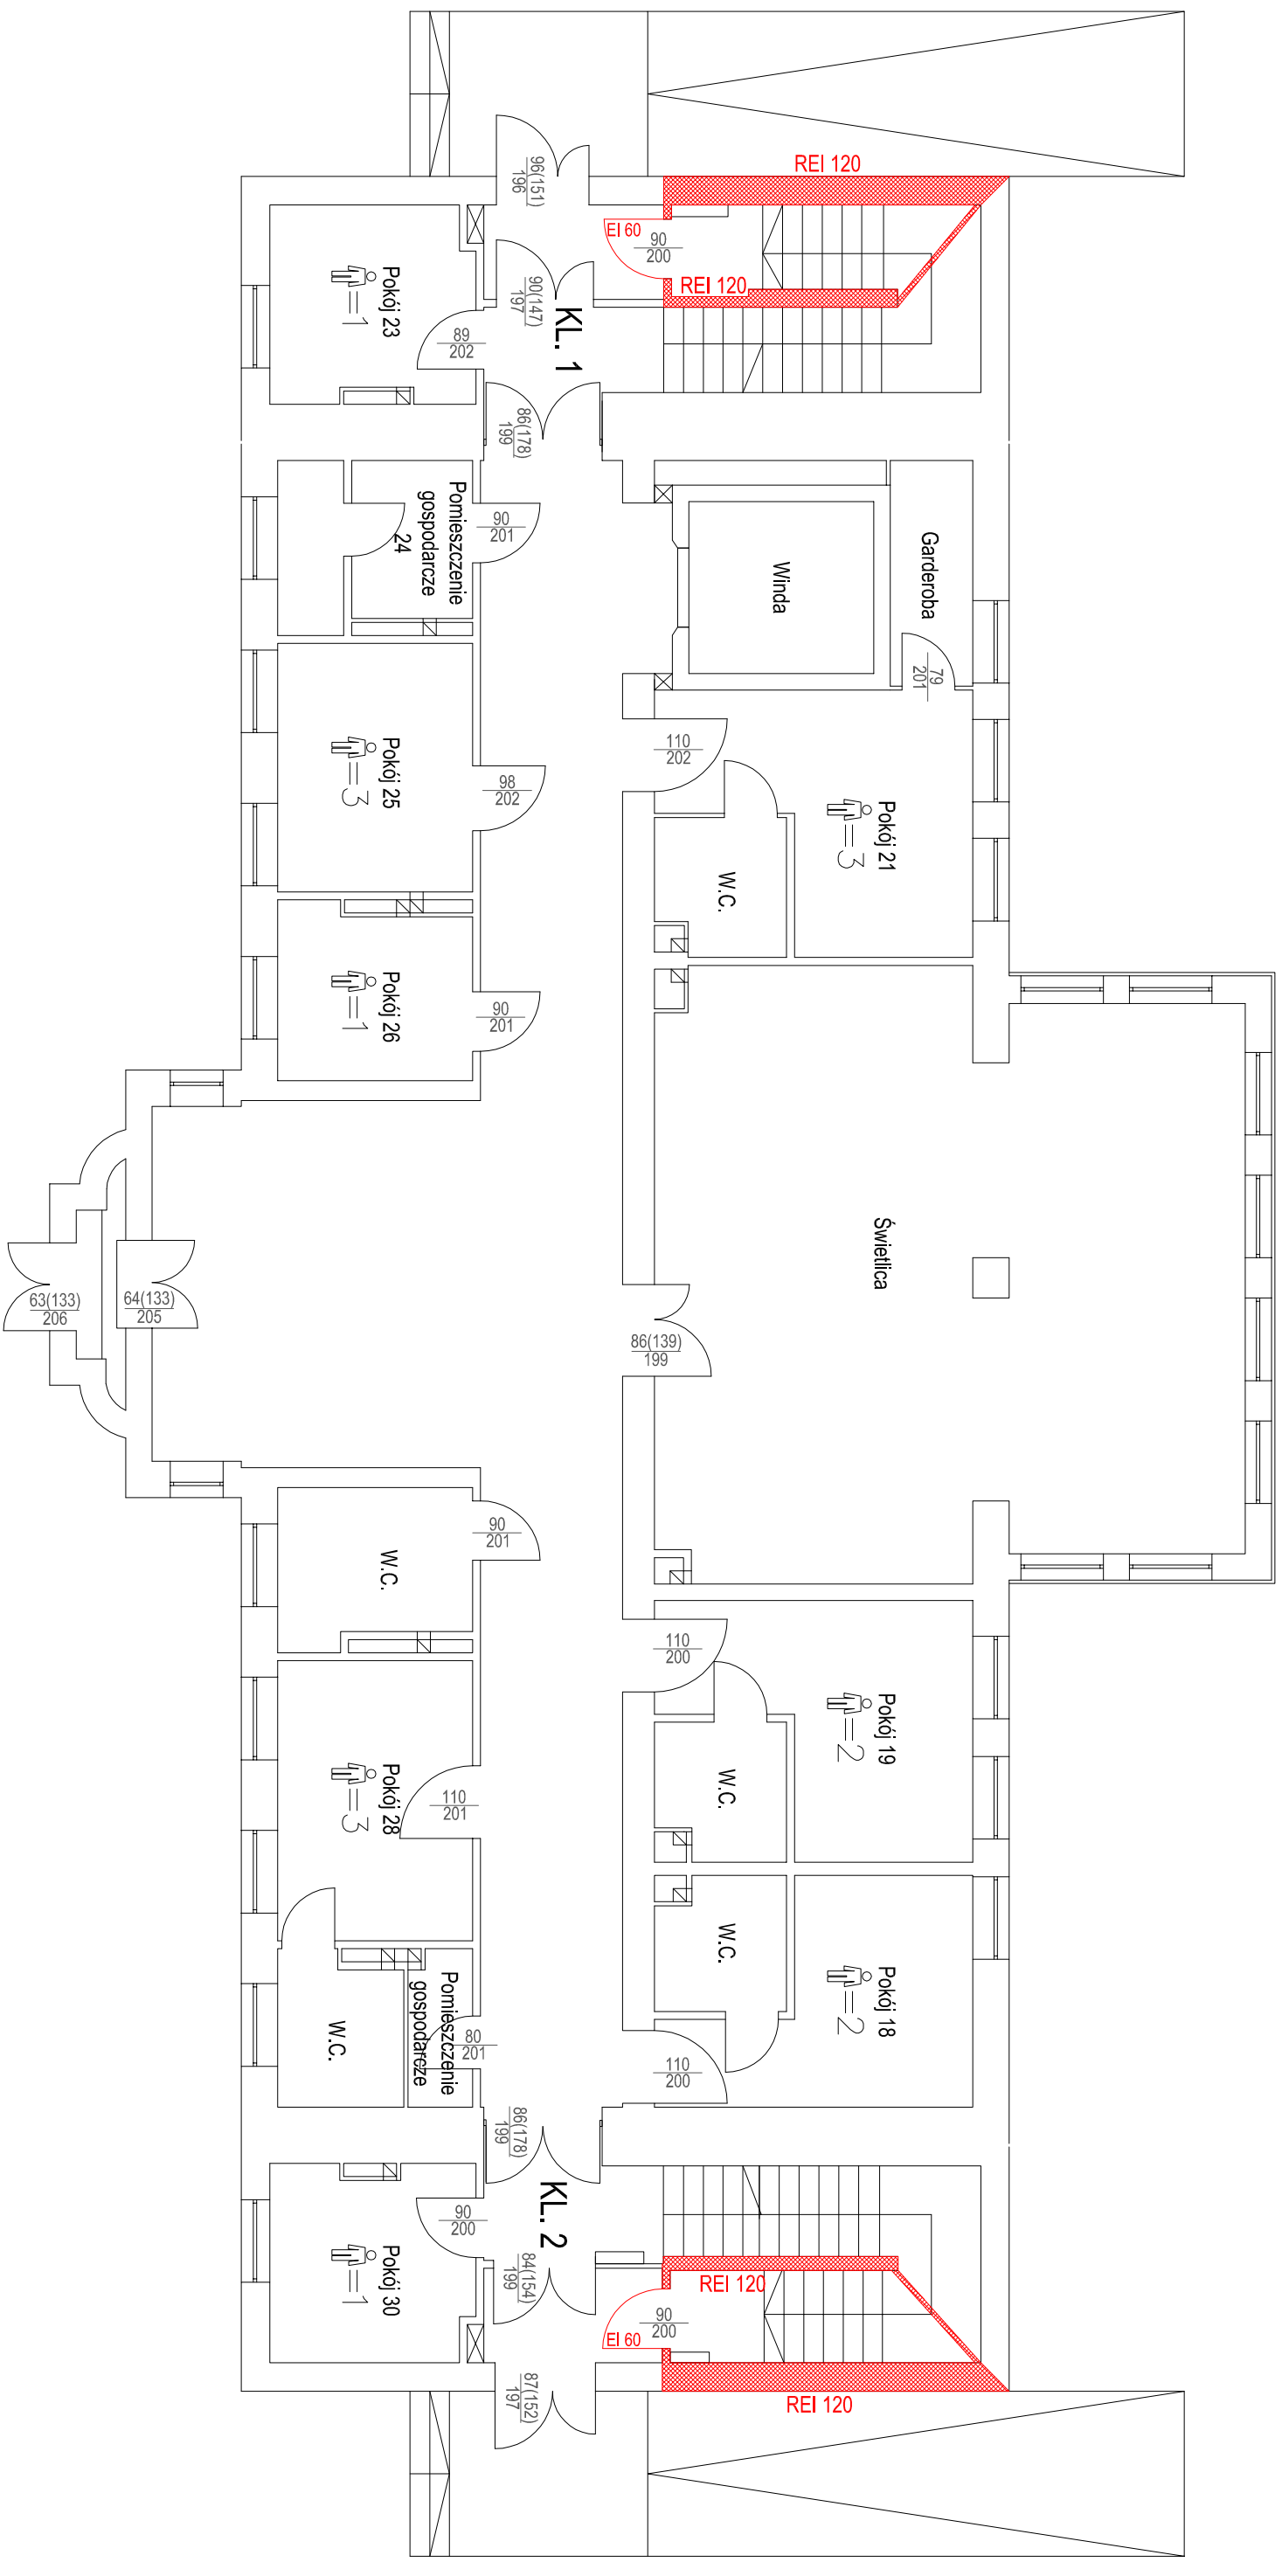 REI 120
96(151)
196
EI 60
90
200
REI 120
90(147)
197
KL. 1
Pokój 23
=1
89
202
86(178)
199
Pomieszczenie
gospodarcze
24
90
201
Winda
Garderoba
79
201
110
202
Pokój 25
=3
98
202
Pokój 21
=3
W.C.
Pokój 26
=1
90
201
Świetlica
63(133)
206
64(133)
205
86(139)
199
W.C.
90
201
110
200
Pokój 19
=2
W.C.
Pokój 28
=3
110
201
W.C.
Pokój 18
=2
Pomieszczenie
gospodarcze
80
201
W.C.
110
200
86(178)
199
KL. 2
90
200
Pokój 30
=1
84(154)
199
REI 120
90
200
EI 60
87(152)
197
REI 120